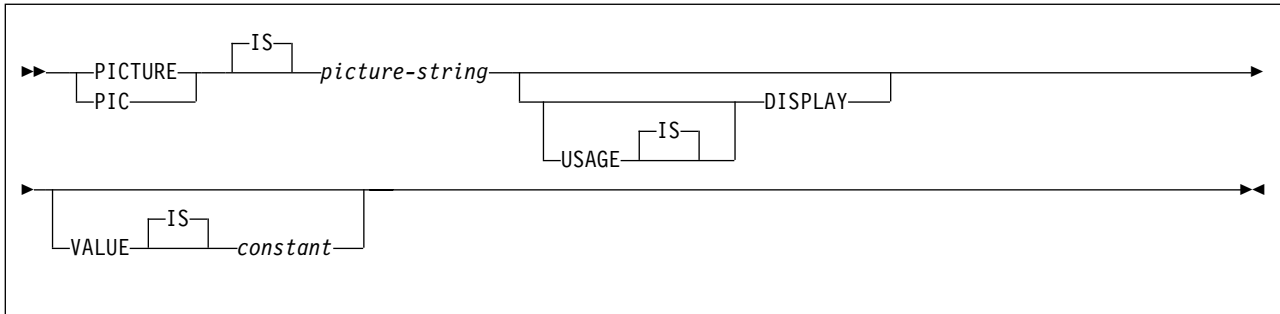 IS
PICTURE picture-string
PIC DISPLAY
IS
USAGE
IS
VALUE constant